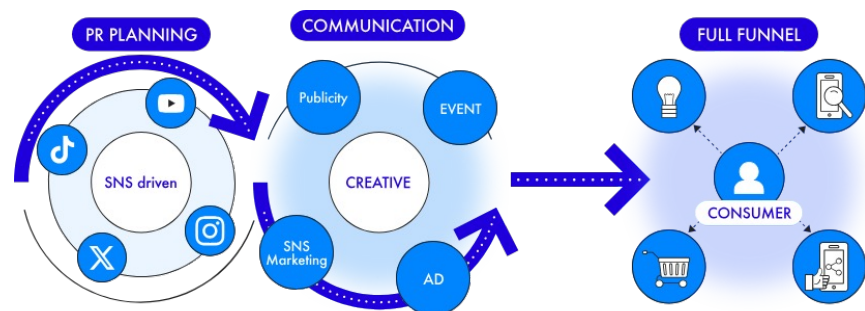 PR PLANNING
SNS driven
COMMUNICATION
Publicity
EVENT
CREATIVE
SNS
Marketing
AD
FULL FUNNEL
CONSUMER